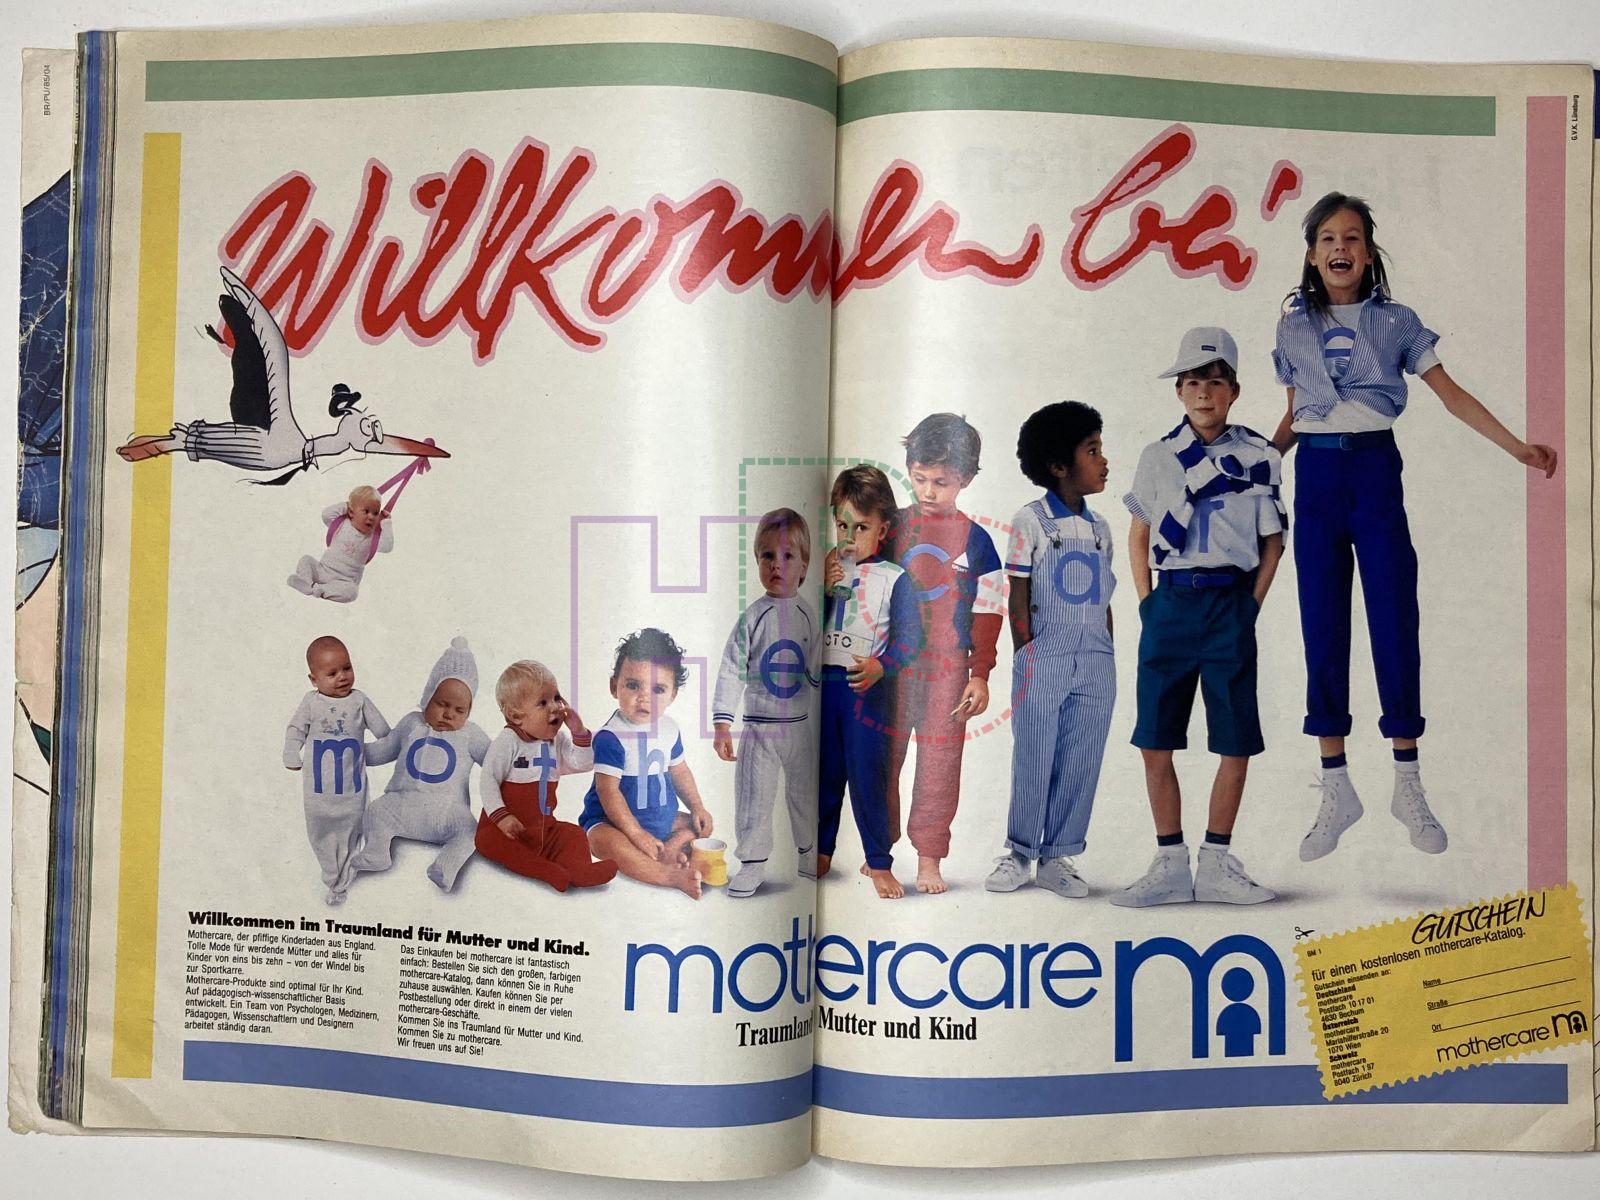 BR/PU/85/04
G.V.K. Lüneburg
Willkommen bei
m o t h e r c a r e
Willkommen im Traumland für Mutter und Kind.
Mothercare, der pfiffige Kinderladen aus England.
Tolle Mode für werdende Mütter und alles für
Kinder von eins bis zehn – von der Windel bis
zur Sportkarre.
Mothercare-Produkte sind optimal für Ihr Kind.
Auf pädagogisch-wissenschaftlicher Basis
entwickelt. Ein Team von Psychologen, Medizinern,
Pädagogen, Wissenschaftlern und Designern
arbeitet ständig daran.
Das Einkaufen bei mothercare ist fantastisch
einfach: Bestellen Sie sich den großen, farbigen
mothercare-Katalog, dann können Sie in Ruhe
zuhause auswählen. Kaufen können Sie per
Postbestellung oder direkt in einem der vielen
mothercare-Geschäfte.
Kommen Sie ins Traumland für Mutter und Kind.
Kommen Sie zu mothercare.
Wir freuen uns auf Sie!
mothercare
Traumland Mutter und Kind
BM 1
GUTSCHEIN
für einen kostenlosen mothercare-Katalog.
Gutschein einsenden an:
Deutschland
mothercare
Postfach 10 17 01
4630 Bochum
Österreich
mothercare
Mariahilferstraße 20
1070 Wien
Schweiz
mothercare
Postfach 1 97
8040 Zürich
Name
Straße
Ort
mothercare